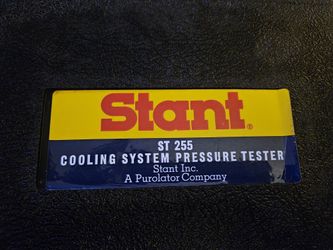 Stant®
ST 255
COOLING SYSTEM PRESSURE TESTER
Stant Inc.
A Purolator Company